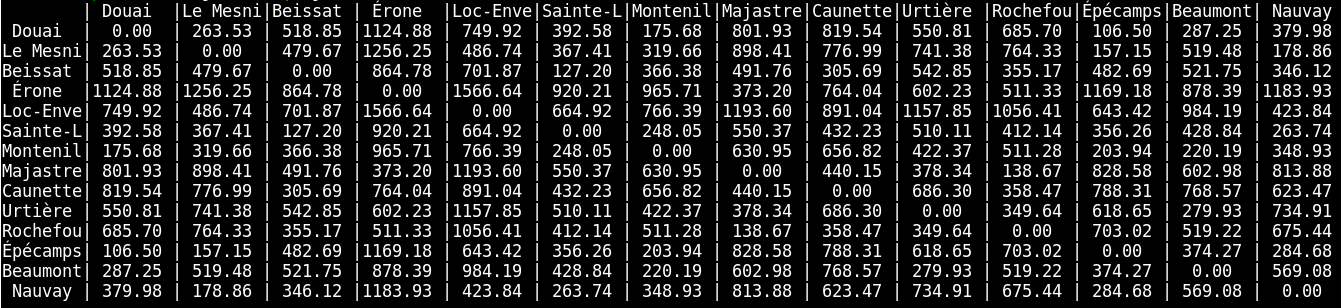 | Douai |Le Mesni|Beissat | Érone |Loc-Enve|Sainte-L|Montenil|Majastre|Caunette|Urtière |Rochefou|Épécamps|Beaumont| Nauvay
Douai | 0.00 | 263.53 | 518.85 |1124.88 | 749.92 | 392.58 | 175.68 | 801.93 | 819.54 | 550.81 | 685.70 | 106.50 | 287.25 | 379.98
Le Mesni| 263.53 | 0.00 | 479.67 |1256.25 | 486.74 | 367.41 | 319.66 | 898.41 | 776.99 | 741.38 | 764.33 | 157.15 | 519.48 | 178.86
Beissat | 518.85 | 479.67 | 0.00 | 864.78 | 701.87 | 127.20 | 366.38 | 491.76 | 305.69 | 542.85 | 355.17 | 482.69 | 521.75 | 346.12
Érone |1124.88 |1256.25 | 864.78 | 0.00 |1566.64 | 920.21 | 965.71 | 373.20 | 764.04 | 602.23 | 511.33 |1169.18 | 878.39 |1183.93
Loc-Enve| 749.92 | 486.74 | 701.87 |1566.64 | 0.00 | 664.92 | 766.39 |1193.60 | 891.04 |1157.85 |1056.41 | 643.42 | 984.19 | 423.84
Sainte-L| 392.58 | 367.41 | 127.20 | 920.21 | 664.92 | 0.00 | 248.05 | 550.37 | 432.23 | 510.11 | 412.14 | 356.26 | 428.84 | 263.74
Montenil| 175.68 | 319.66 | 366.38 | 965.71 | 766.39 | 248.05 | 0.00 | 630.95 | 656.82 | 422.37 | 511.28 | 203.94 | 220.19 | 348.93
Majastre| 801.93 | 898.41 | 491.76 | 373.20 |1193.60 | 550.37 | 630.95 | 0.00 | 440.15 | 378.34 | 138.67 | 828.58 | 602.98 | 813.88
Caunette| 819.54 | 776.99 | 305.69 | 764.04 | 891.04 | 432.23 | 656.82 | 440.15 | 0.00 | 686.30 | 358.47 | 788.31 | 768.57 | 623.47
Urtière | 550.81 | 741.38 | 542.85 | 602.23 |1157.85 | 510.11 | 422.37 | 378.34 | 686.30 | 0.00 | 349.64 | 618.65 | 279.93 | 734.91
Rochefou| 685.70 | 764.33 | 355.17 | 511.33 |1056.41 | 412.14 | 511.28 | 138.67 | 358.47 | 349.64 | 0.00 | 703.02 | 519.22 | 675.44
Épécamps| 106.50 | 157.15 | 482.69 |1169.18 | 643.42 | 356.26 | 203.94 | 828.58 | 788.31 | 618.65 | 703.02 | 0.00 | 374.27 | 284.68
Beaumont| 287.25 | 519.48 | 521.75 | 878.39 | 984.19 | 428.84 | 220.19 | 602.98 | 768.57 | 279.93 | 519.22 | 374.27 | 0.00 | 569.08
Nauvay | 379.98 | 178.86 | 346.12 |1183.93 | 423.84 | 263.74 | 348.93 | 813.88 | 623.47 | 734.91 | 675.44 | 284.68 | 569.08 | 0.00